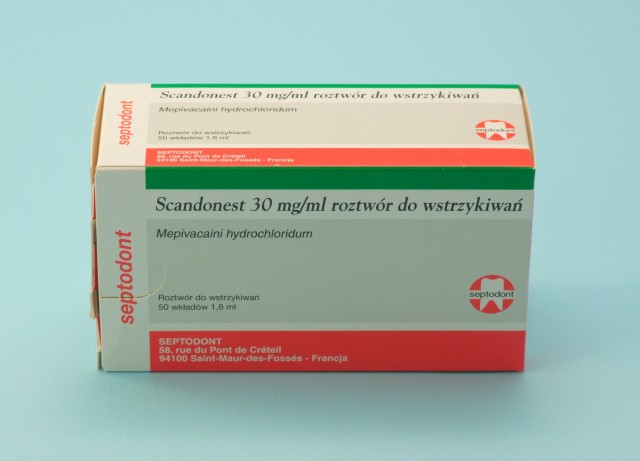 Scandonest 30 mg/ml roztwór do wstrzykiwań
Mepivacaini hydrochloridum
septodont
septodont
Roztwór do wstrzykiwań
50 wkładów 1,8 ml
SEPTODONT
58, rue du Pont de Créteil
94100 Saint-Maur-des-Fossés - Francja
Scandonest 30 mg/ml roztwór do wstrzykiwań
Mepivacaini hydrochloridum
septodont
septodont
Roztwór do wstrzykiwań
50 wkładów 1,8 ml
SEPTODONT
58, rue du Pont de Créteil
94100 Saint-Maur-des-Fossés - Francja